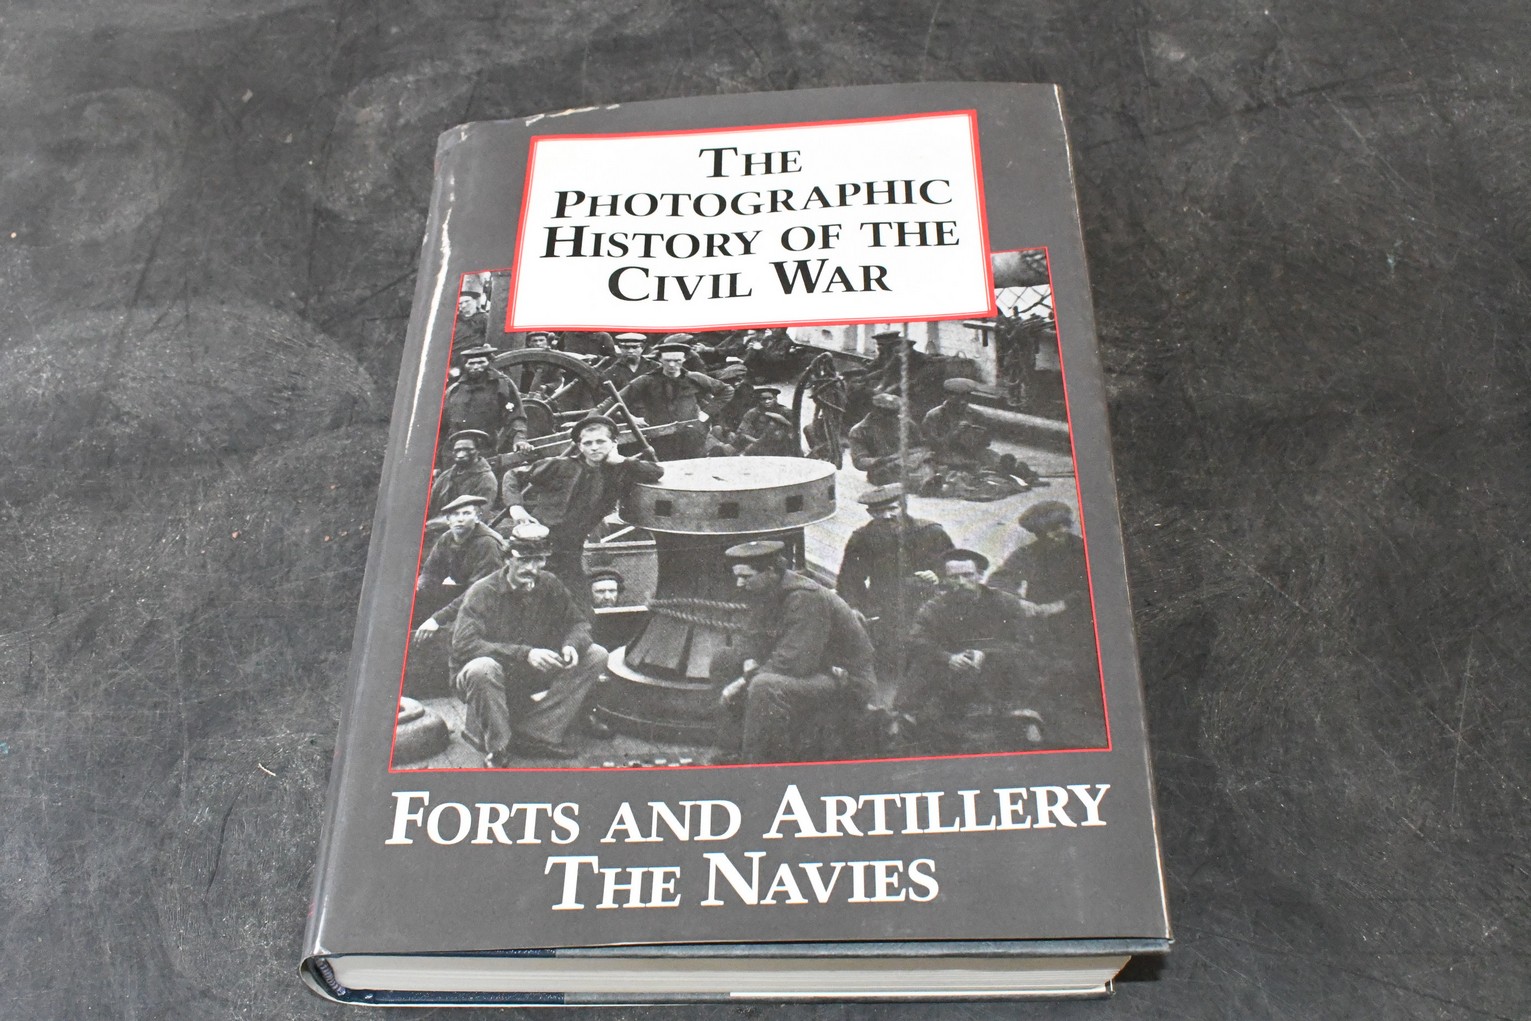 THE
PHOTOGRAPHIC
HISTORY OF THE
CIVIL WAR
FORTS AND ARTILLERY
THE NAVIES